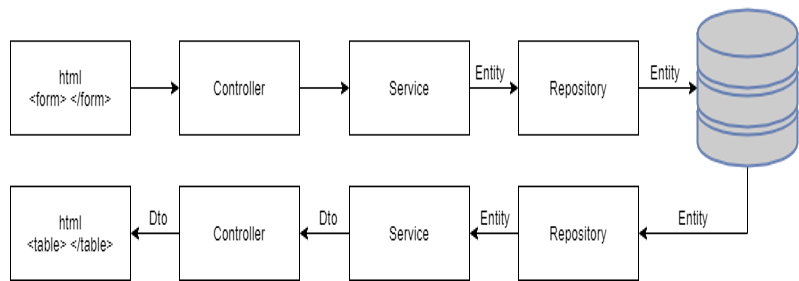 html
<form> </form>
Controller
Service
Entity
Repository
Entity
html
<table> </table>
Dto
Controller
Dto
Service
Entity
Repository
Entity